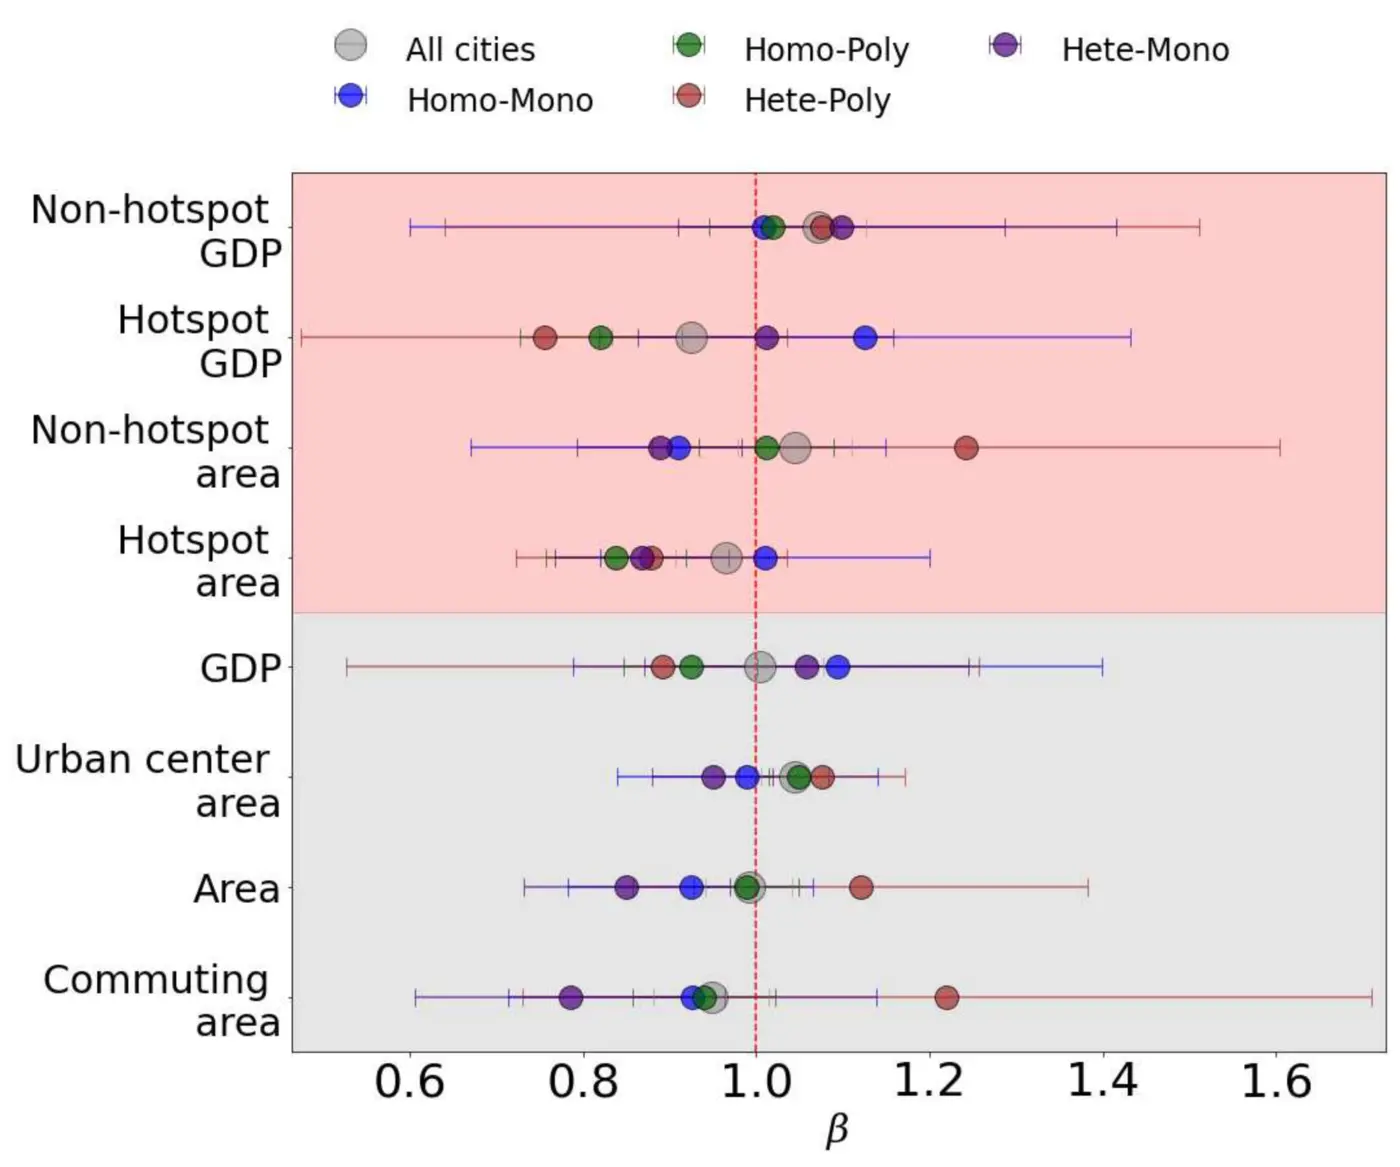 All cities
Homo-Poly
Hete-Mono
Homo-Mono
Hete-Poly
Non-hotspot
GDP
Hotspot
GDP
Non-hotspot
area
Hotspot
area
GDP
Urban center
area
Area
Commuting
area
0.6 0.8 1.0 1.2 1.4 1.6
β